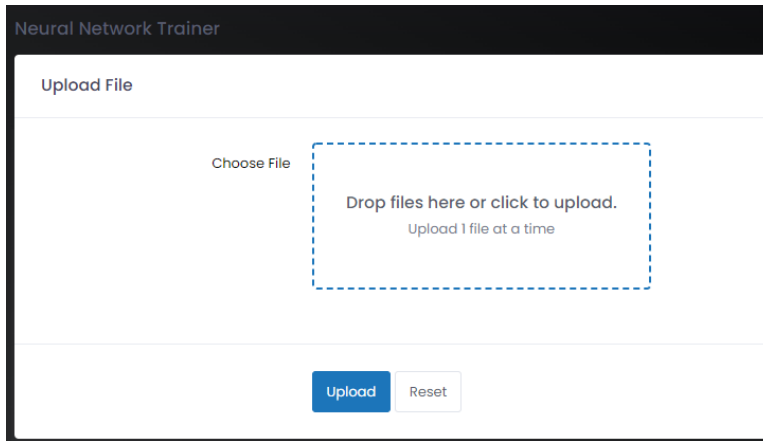 Neural Network Trainer
Upload File
Choose File
Drop files here or click to upload.
Upload 1 file at a time
Upload
Reset